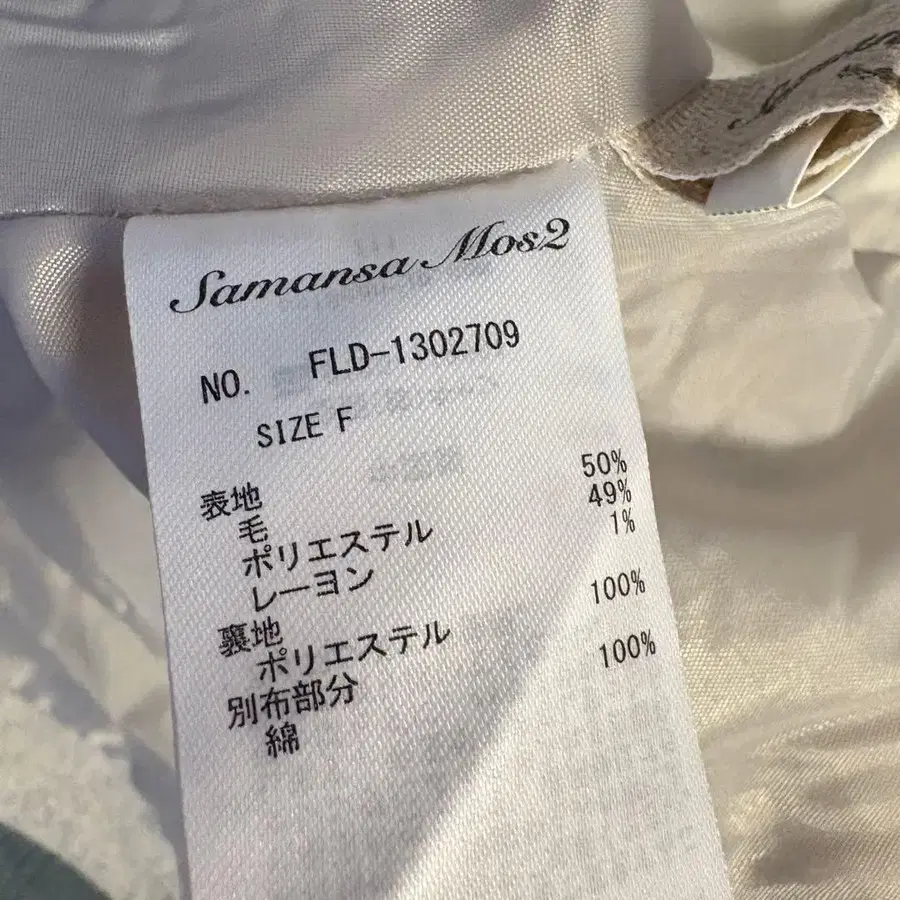 Samansa Mos2
NO. FLD-1302709
SIZE F
表地
毛 50%
ポリエステル 49%
レーヨン 1%
裏地
ポリエステル 100%
別布部分
綿 100%